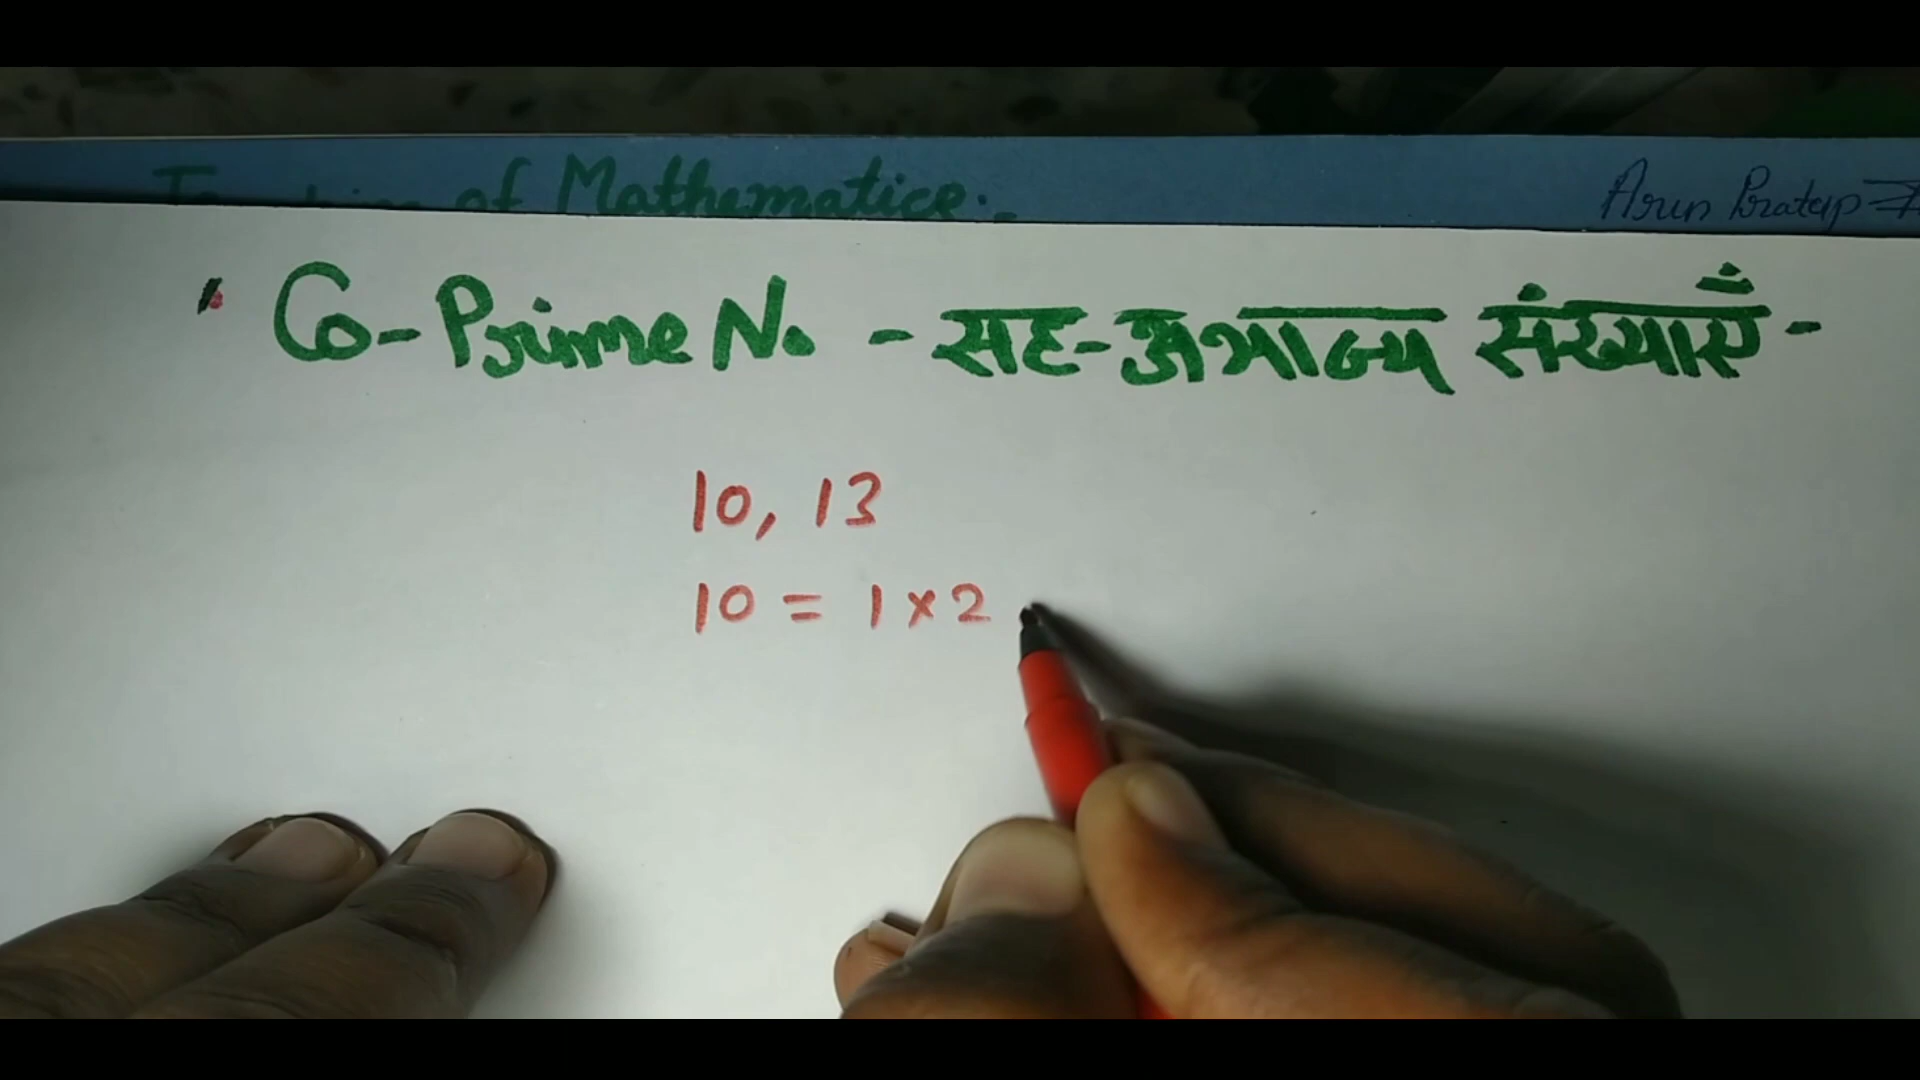 of Mathematics:-
Arun Pratap
Co-Prime No. - सह-अभाज्य संख्याएँ -
10, 13
10 = 1 × 2